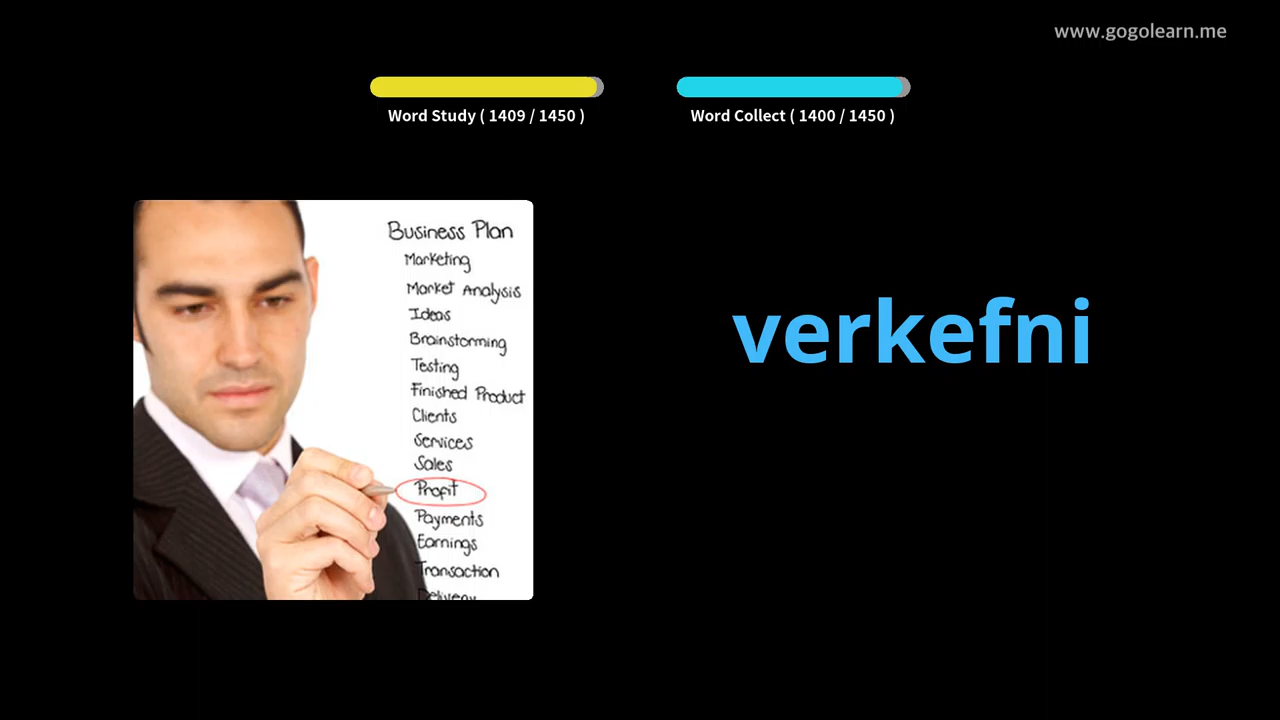 www.gogolearn.me
Word Study ( 1409 / 1450 )
Word Collect ( 1400 / 1450 )
Business Plan
Marketing
Market Analysis
Ideas
Brainstorming
Testing
Finished Product
Clients
Services
Sales
Profit
Payments
Earnings
Transaction
Delivery
verkefni